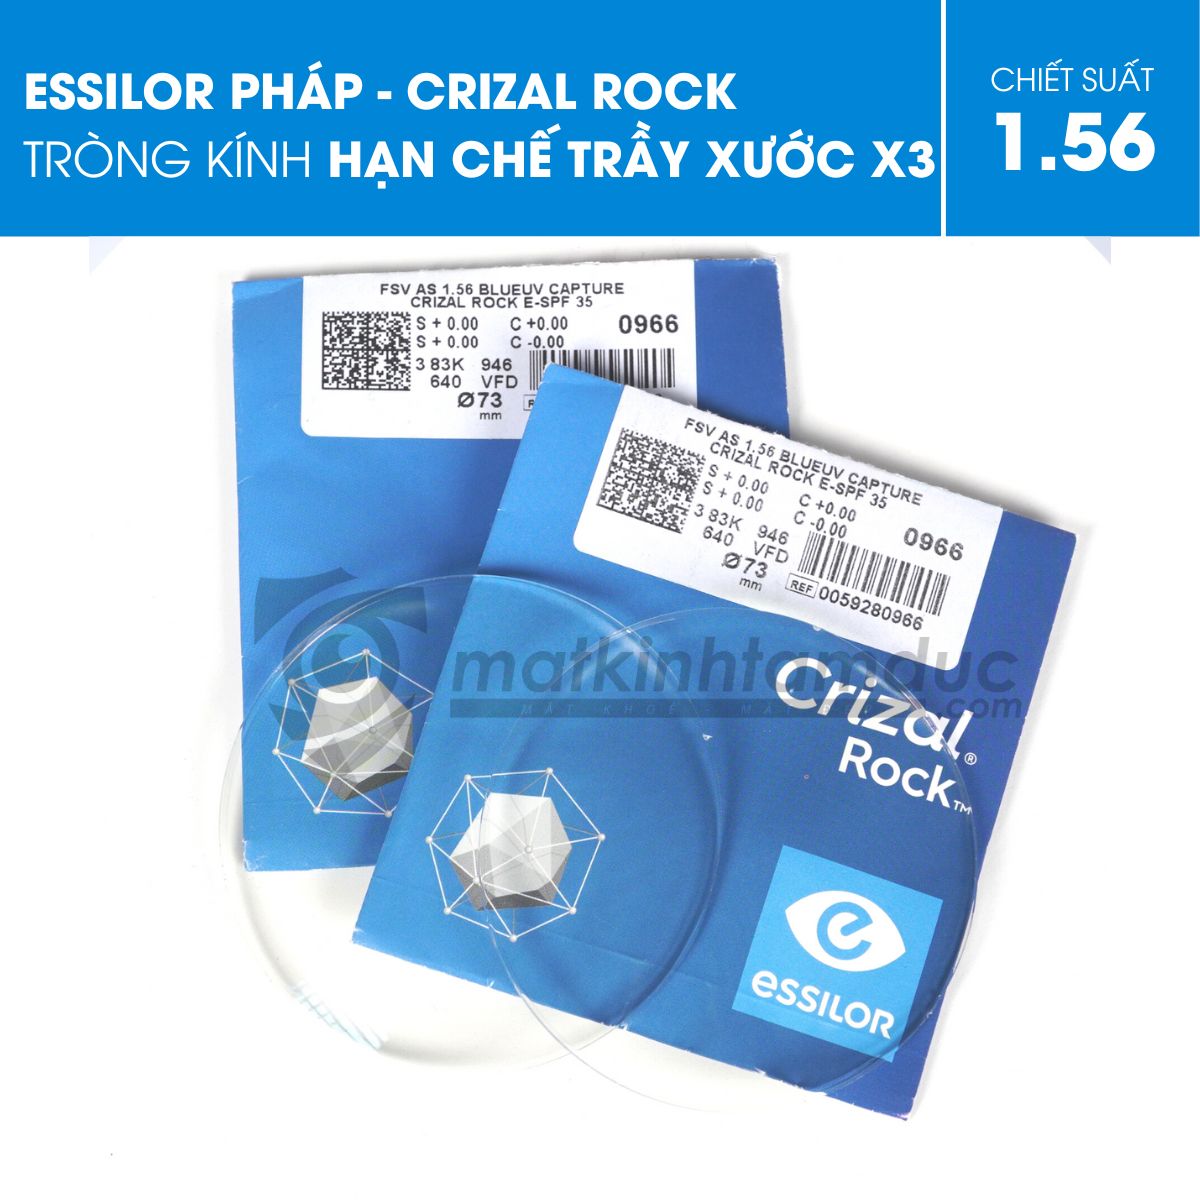 ESSILOR PHÁP - CRIZAL ROCK
TRÒNG KÍNH HẠN CHẾ TRẦY XƯỚC X3
CHIẾT SUẤT
1.56
FSV AS 1.56 BLUEUV CAPTURE
CRIZAL ROCK E-SPF 35
S + 0.00 C +0.00 0966
S + 0.00 C -0.00
3 83K 946
640 VFD
Ø73
mm
FSV AS 1.56 BLUEUV CAPTURE
CRIZAL ROCK E-SPF 35
S + 0.00 C +0.00
S + 0.00 C -0.00 0966
3 83K 946
640 VFD
Ø73
mm
REF 0059280966
matkinhtamduc
.com
Crizal®
Rock™
eSSILOR